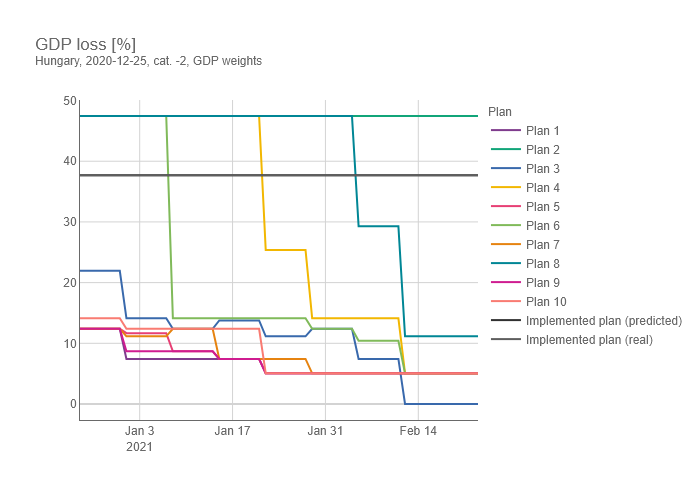 GDP loss [%]
Hungary, 2020-12-25, cat. -2, GDP weights
50
40
30
20
10
0
Jan 3
2021
Jan 17
Jan 31
Feb 14
Plan
Plan 1
Plan 2
Plan 3
Plan 4
Plan 5
Plan 6
Plan 7
Plan 8
Plan 9
Plan 10
Implemented plan (predicted)
Implemented plan (real)